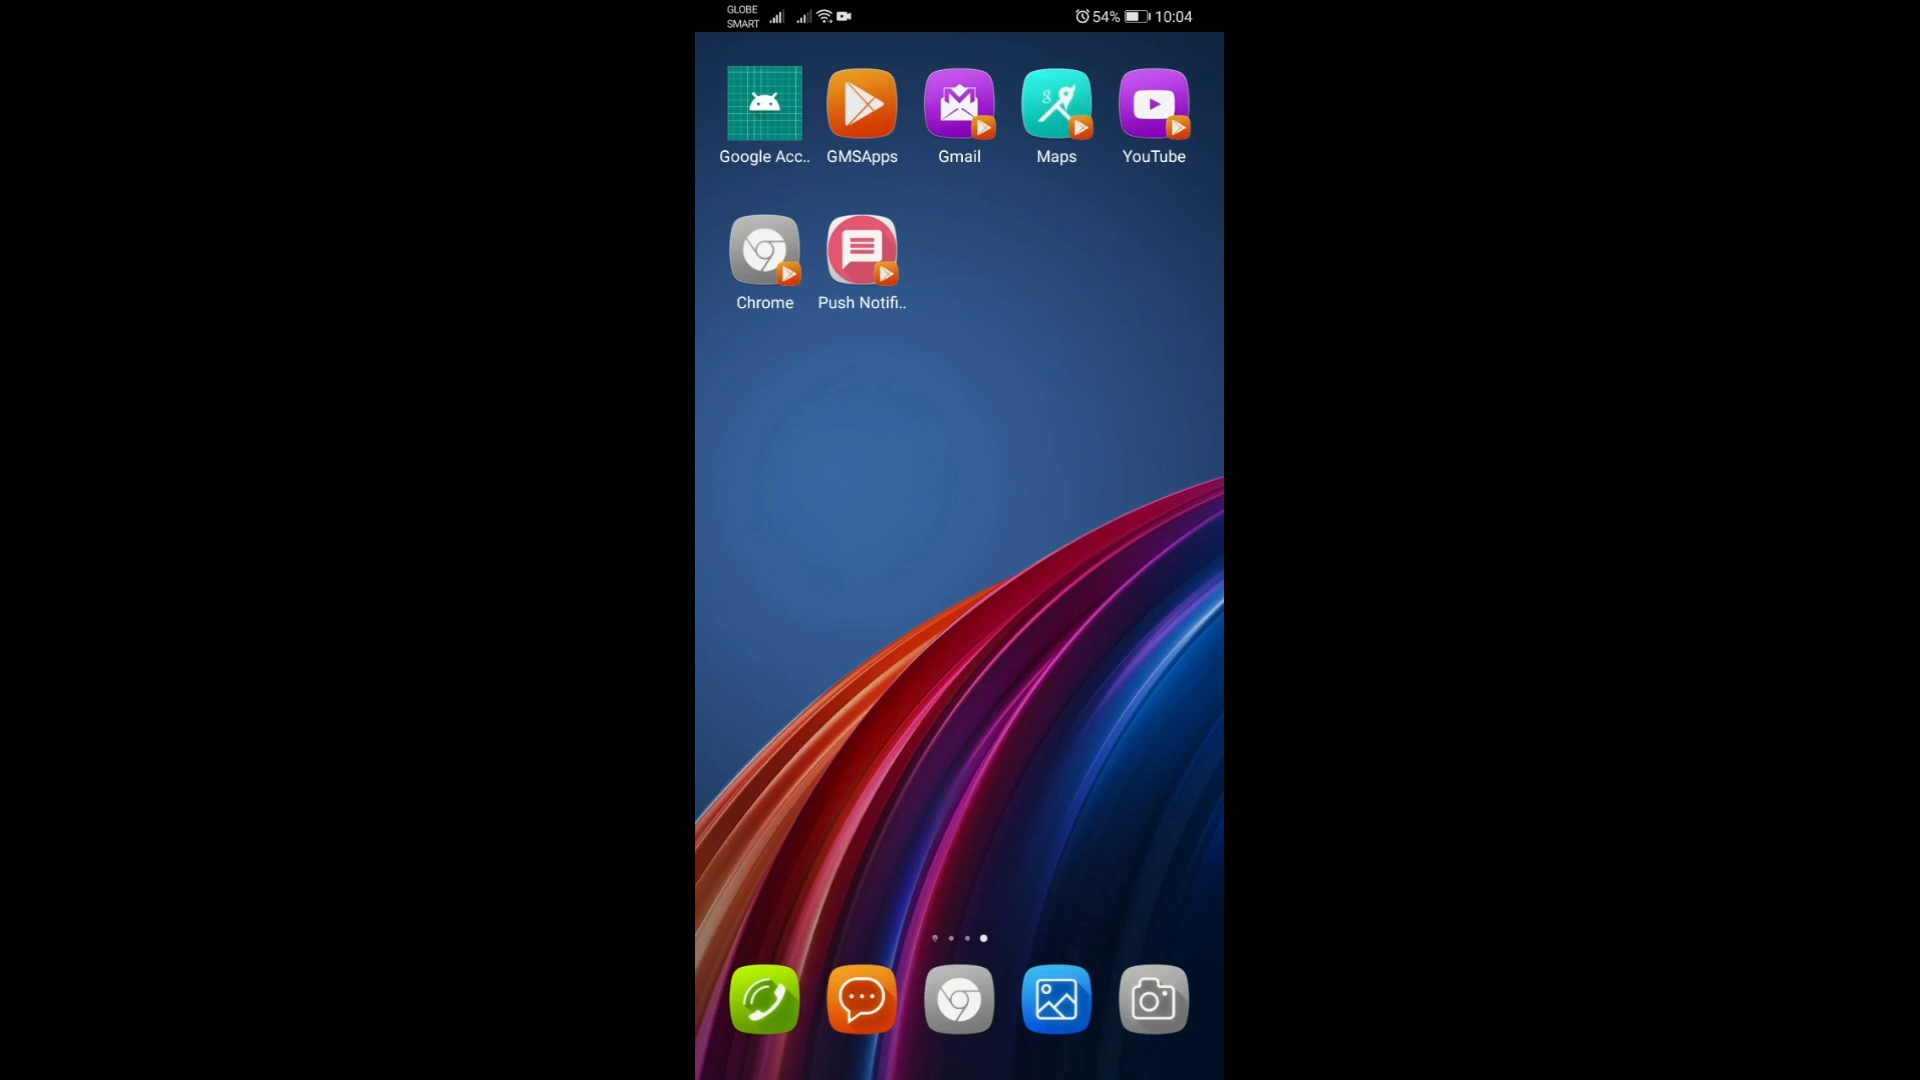 GLOBE
SMART
54%
10:04
Google Acc..
GMSApps
Gmail
Maps
YouTube
Chrome
Push Notifi..